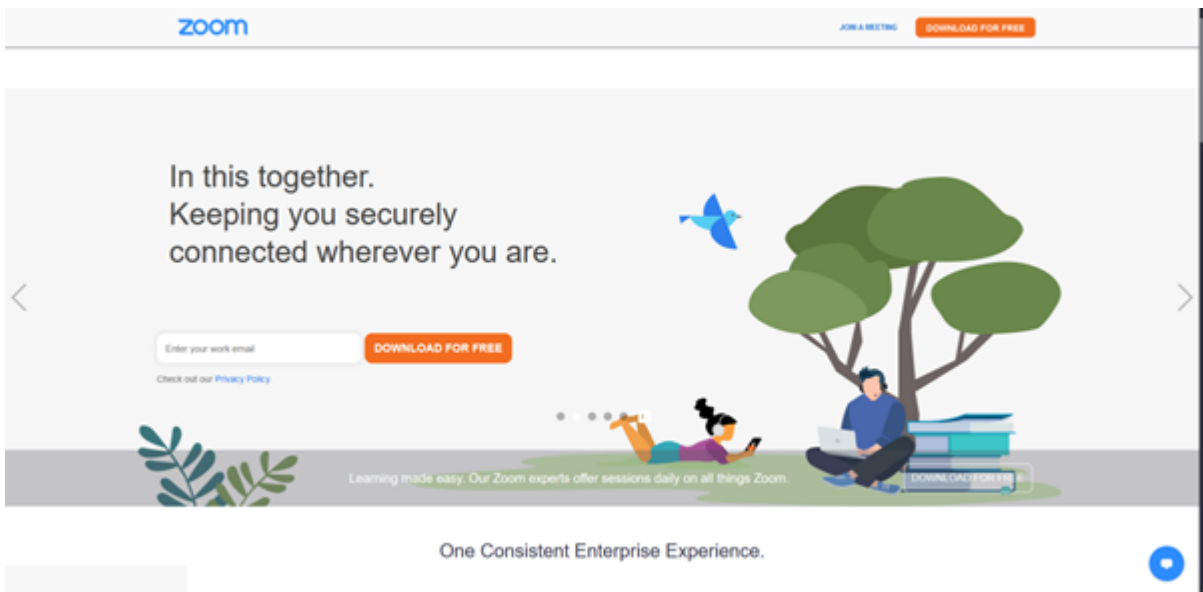 zoom
JOIN A MEETING
DOWNLOAD FOR FREE
In this together.
Keeping you securely
connected wherever you are.
Enter your work email
DOWNLOAD FOR FREE
Check out our Privacy Policy
Learning made easy. Our Zoom experts offer sessions daily on all things Zoom.
DOWNLOAD FOR FREE
One Consistent Enterprise Experience.